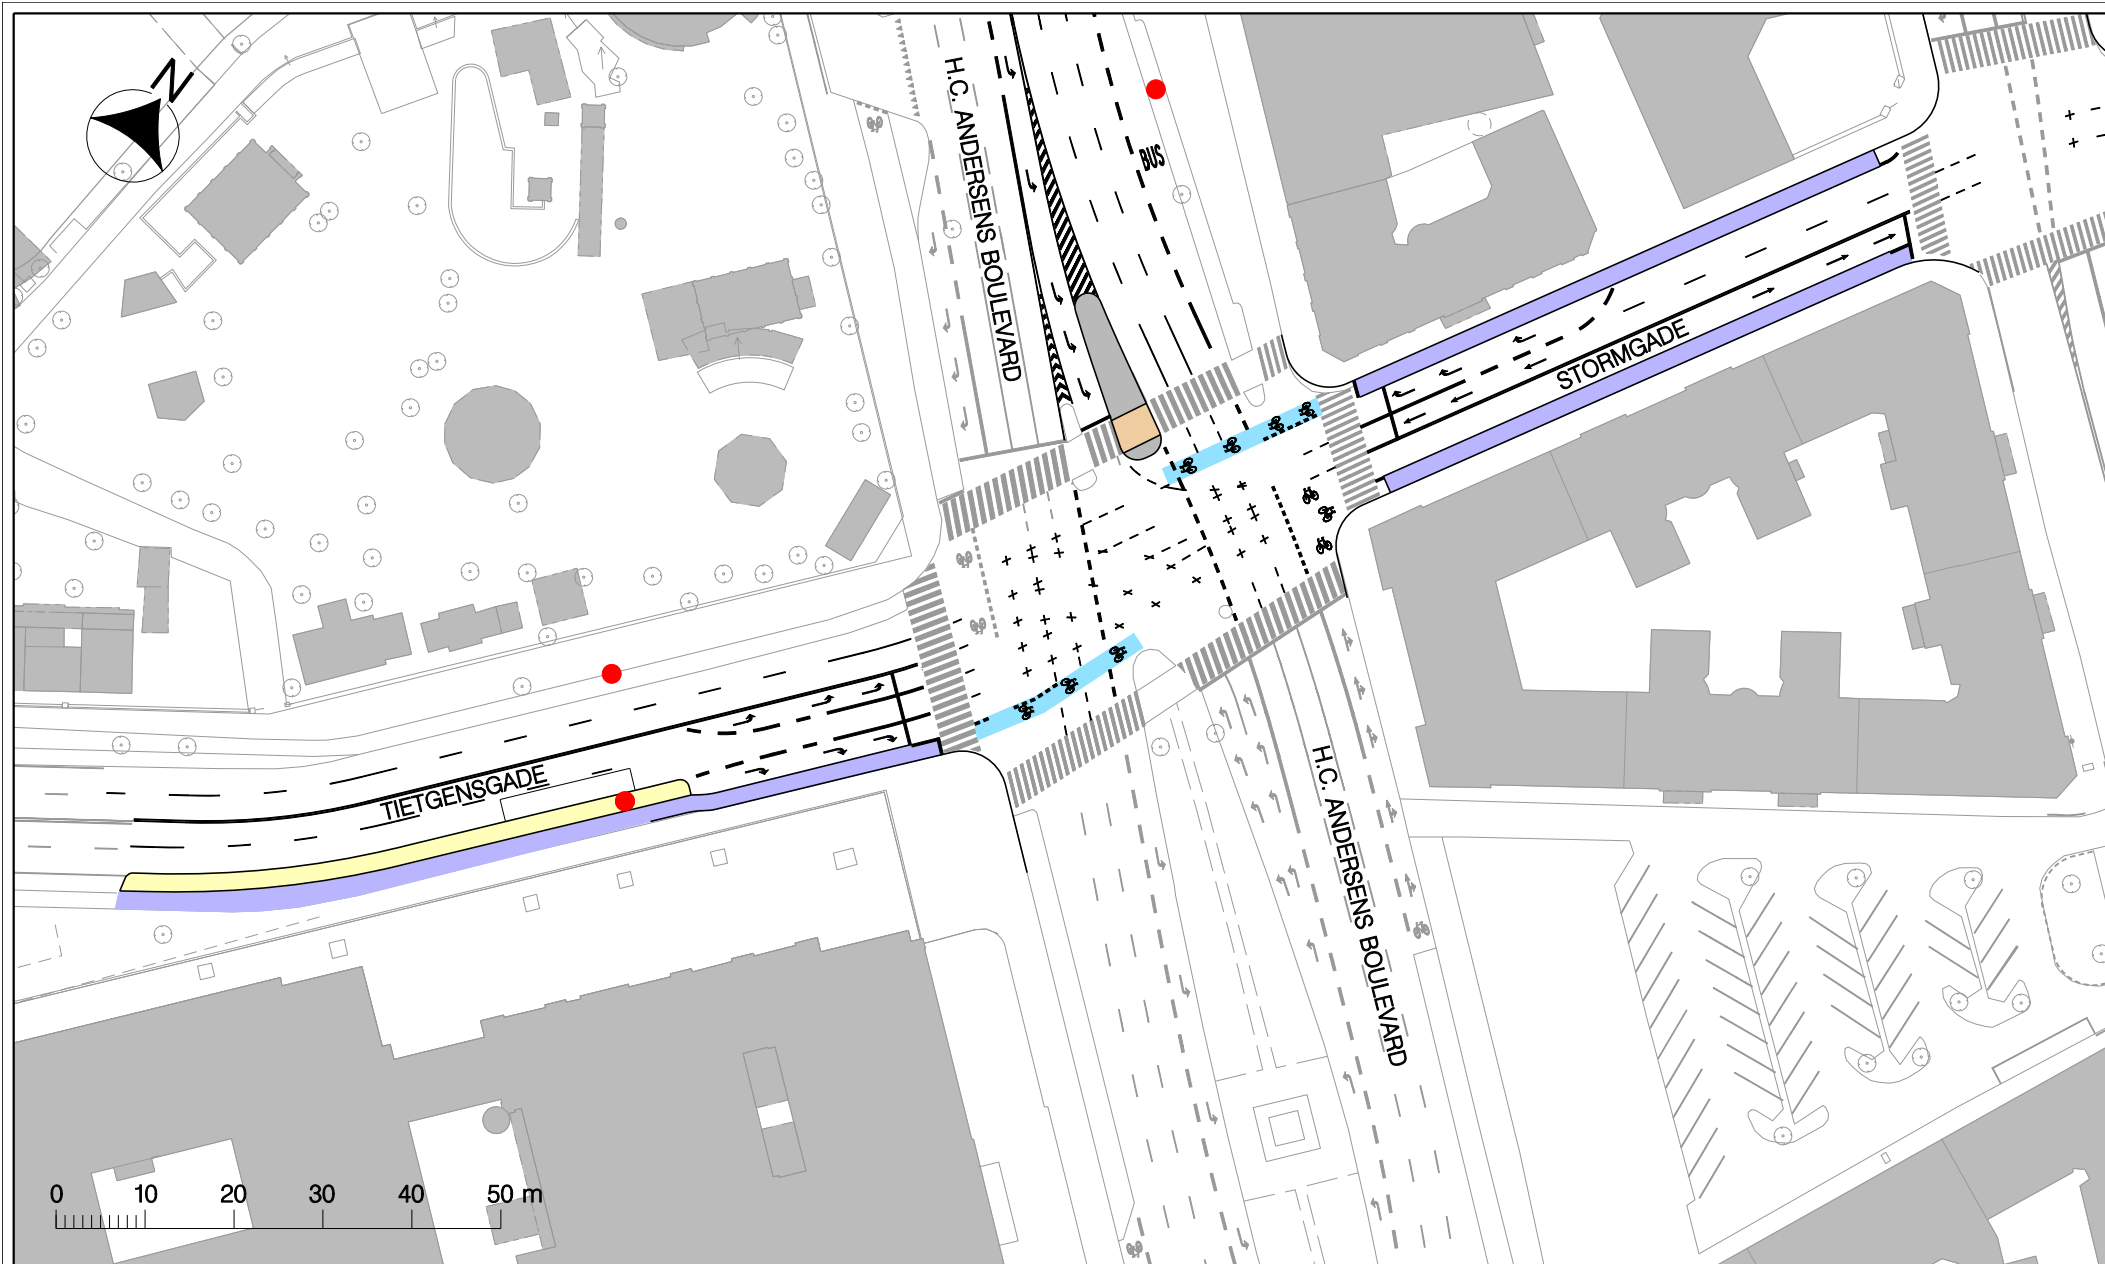 N
H.C. ANDERSENS BOULEVARD
BUS
STORMGADE
TIETGENSGADE
H.C. ANDERSENS BOULEVARD
0 10 20 30 40 50 m